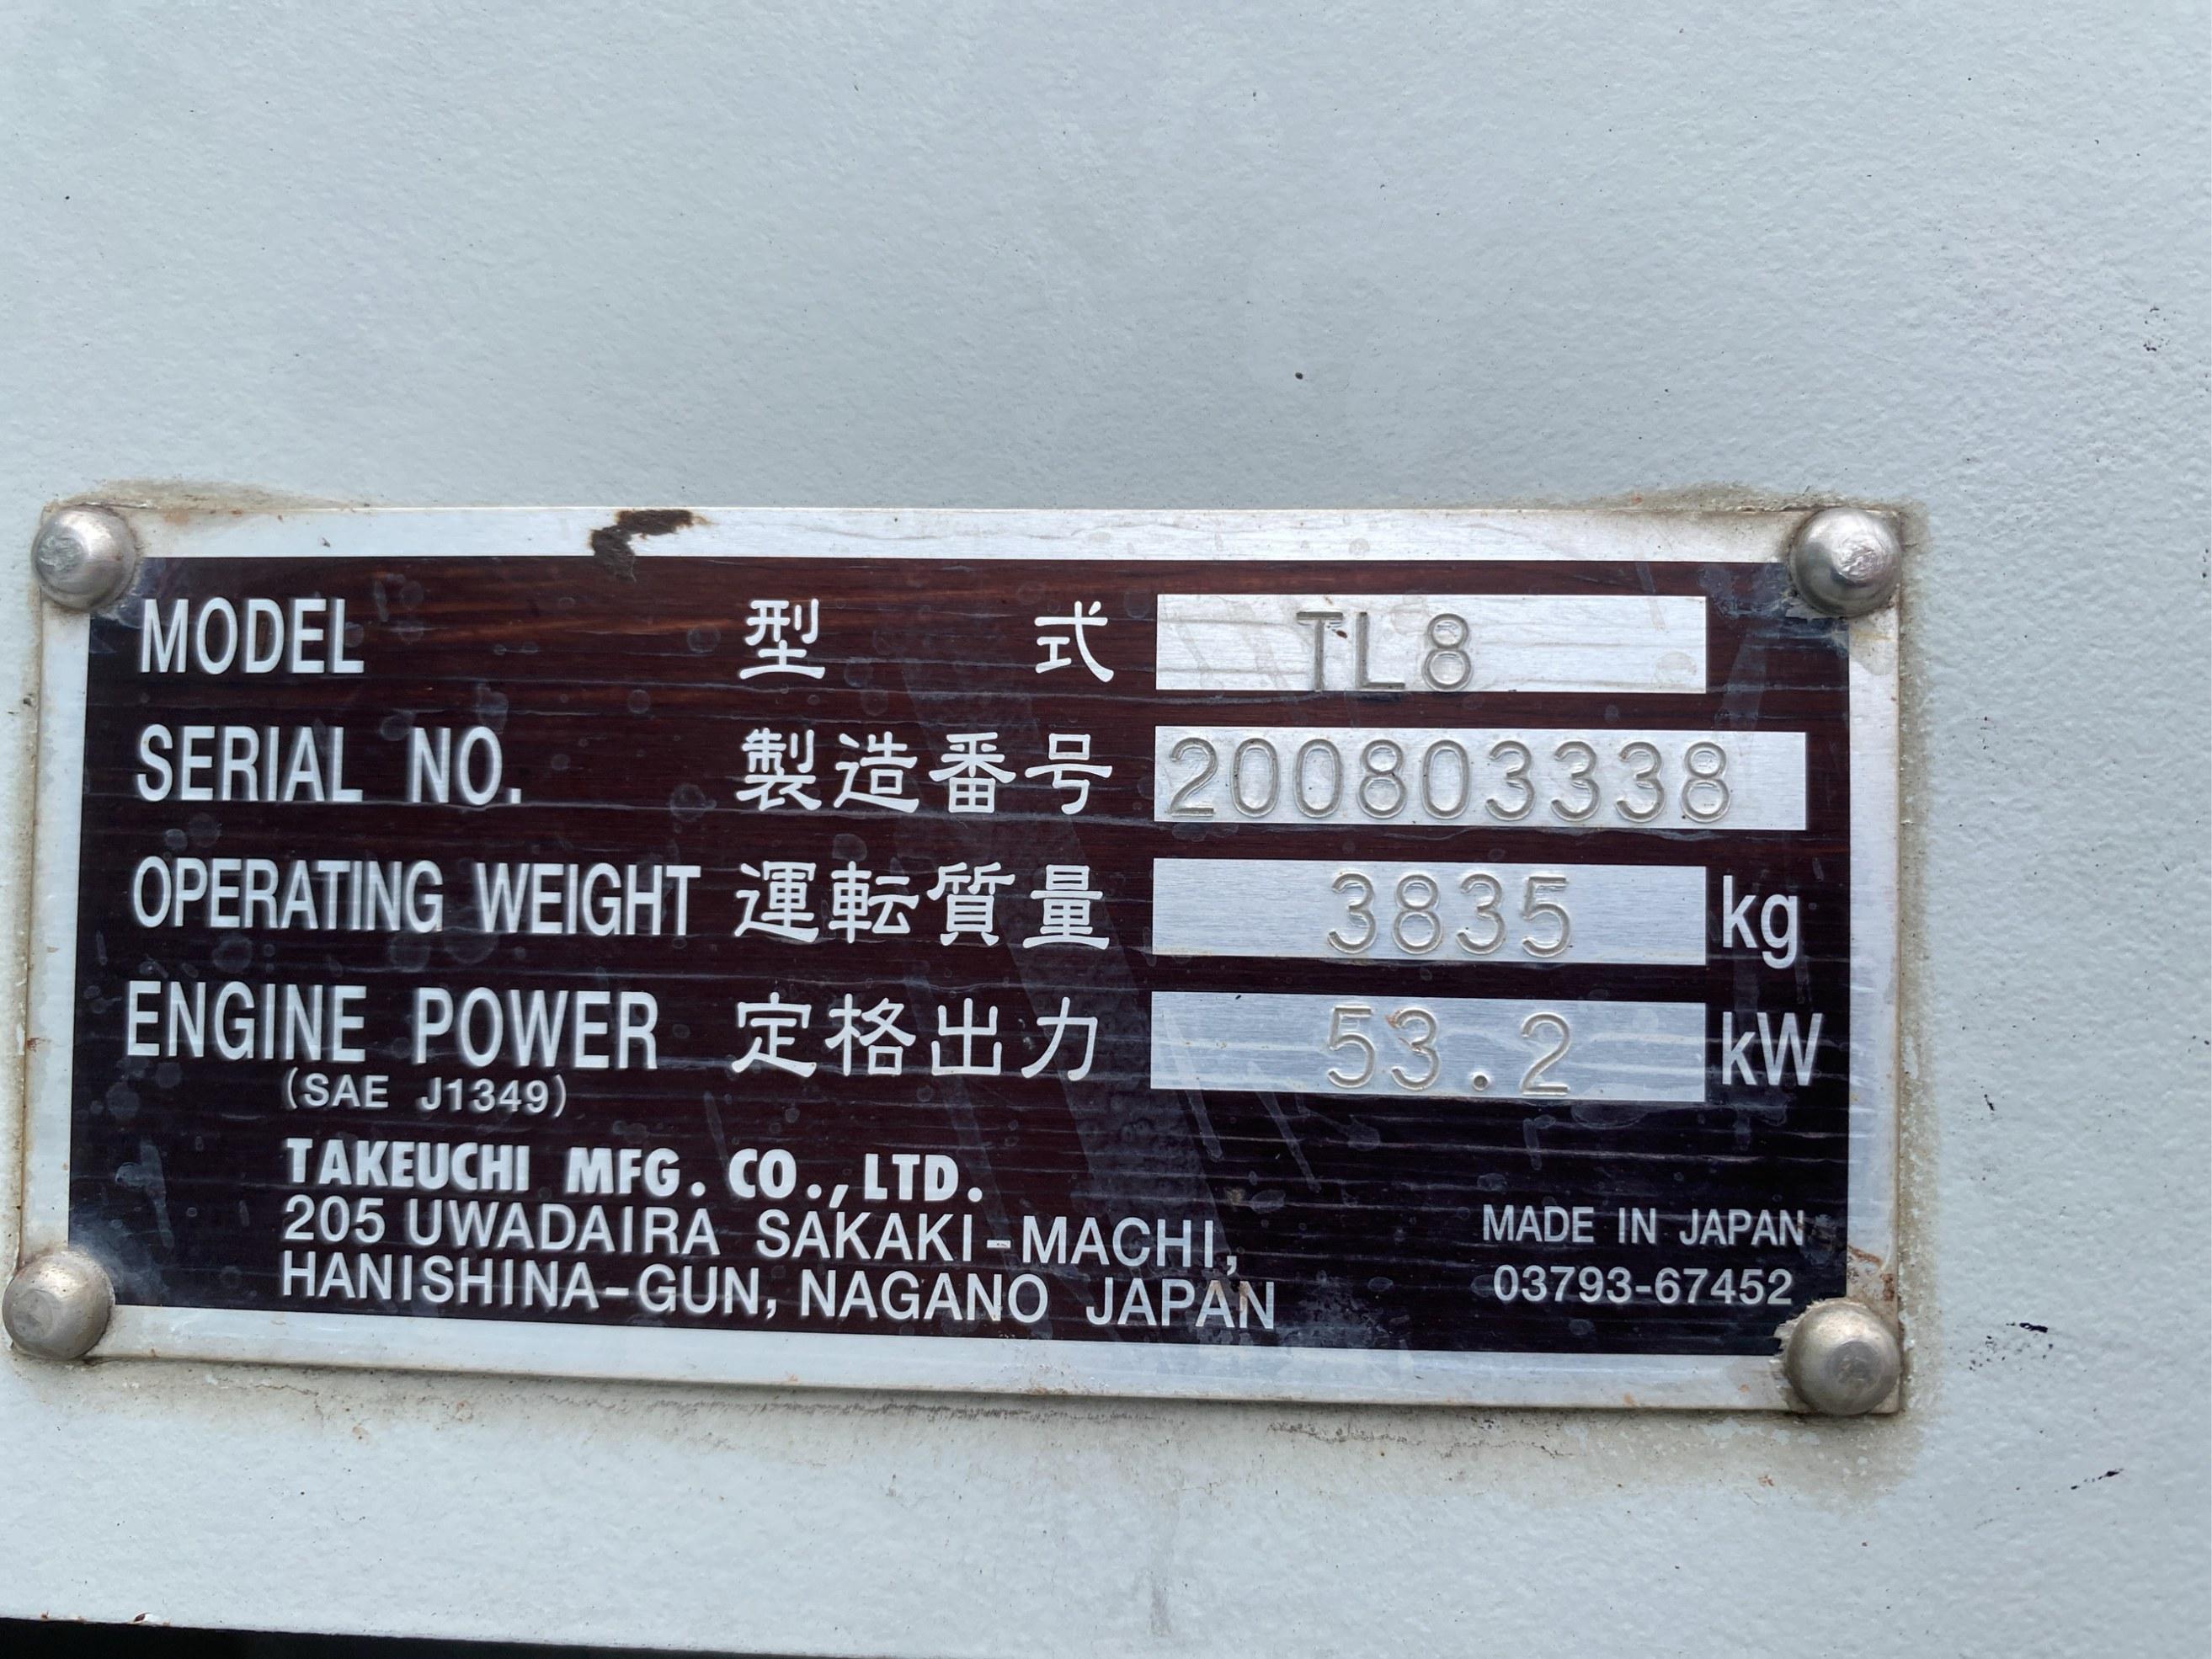 MODEL 型式 TL8
SERIAL NO. 製造番号 200803338
OPERATING WEIGHT 運転質量 3835 kg
ENGINE POWER 定格出力 53.2 kW
(SAE J1349)
TAKEUCHI MFG. CO., LTD.
205 UWADAIRA SAKAKI-MACHI,
HANISHINA-GUN, NAGANO JAPAN
MADE IN JAPAN
03793-67452